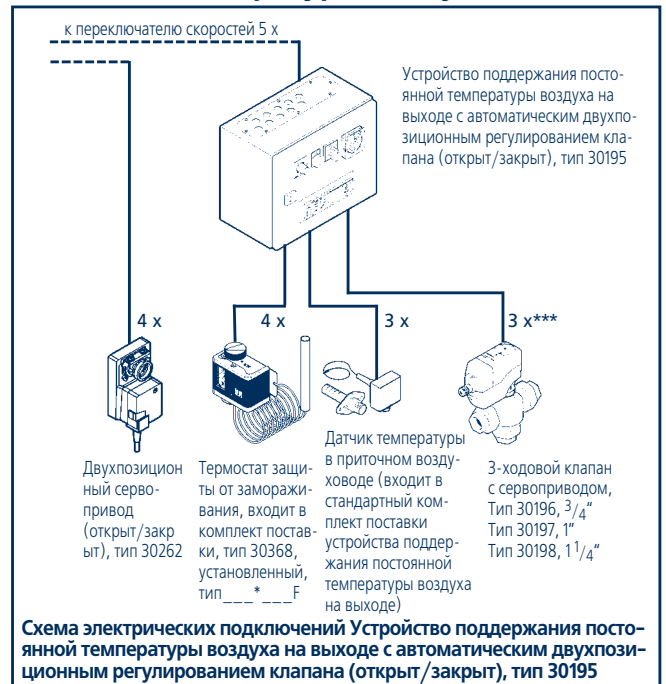 к переключателю скоростей 5 x
Устройство поддержания посто-
янной температуры воздуха на
выходе с автоматическим двухпо-
зиционным регулированием кла-
пана (открыт/закрыт), тип 30195
4 x
4 x
3 x
3 x***
Двухпозицион
ный серво-
привод
(открыт/закр
ыт), тип 30262
Термостат защи-
ты от заморажи-
вания, входит в
комплект постав-
ки, тип 30368,
установленный,
тип___*___F
Датчик температуры
в приточном возду-
ховоде (входит в
стандартный ком-
плект поставки
устройства поддер-
жания постоянной
температуры воздуха
на выходе)
3-ходовой клапан
с сервоприводом,
Тип 30196, 3/4“
Тип 30197, 1”
Тип 30198, 1 1/4“
Схема электрических подключений Устройство поддержания посто-
янной температуры воздуха на выходе с автоматическим двухпози-
ционным регулированием клапана (открыт/закрыт), тип 30195